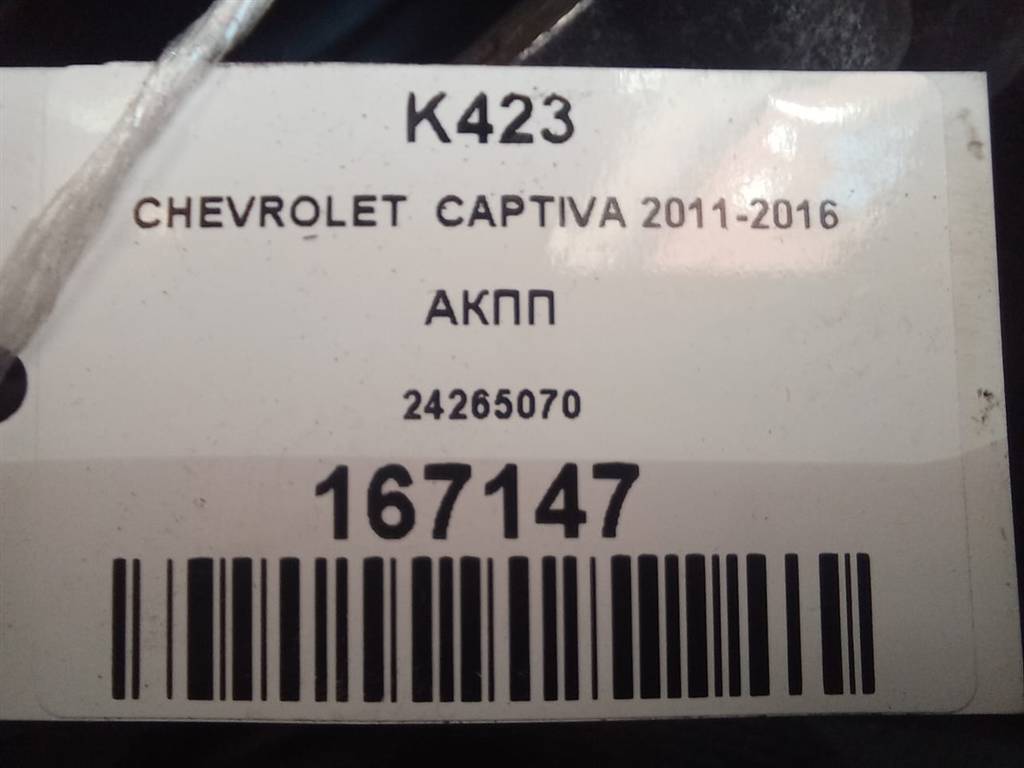 K423
CHEVROLET CAPTIVA 2011-2016
АКПП
24265070
167147